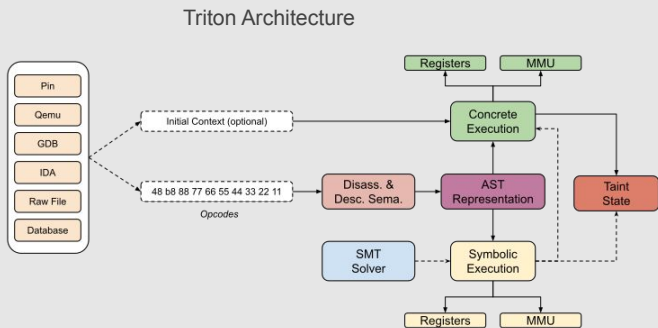 Triton Architecture
Registers
MMU
Pin
Qemu
GDB
IDA
Raw File
Database
Initial Context (optional)
Concrete
Execution
48 b8 88 77 66 55 44 33 22 11
Opcodes
Disass. &
Desc. Sema.
AST
Representation
Taint
State
SMT
Solver
Symbolic
Execution
Registers
MMU